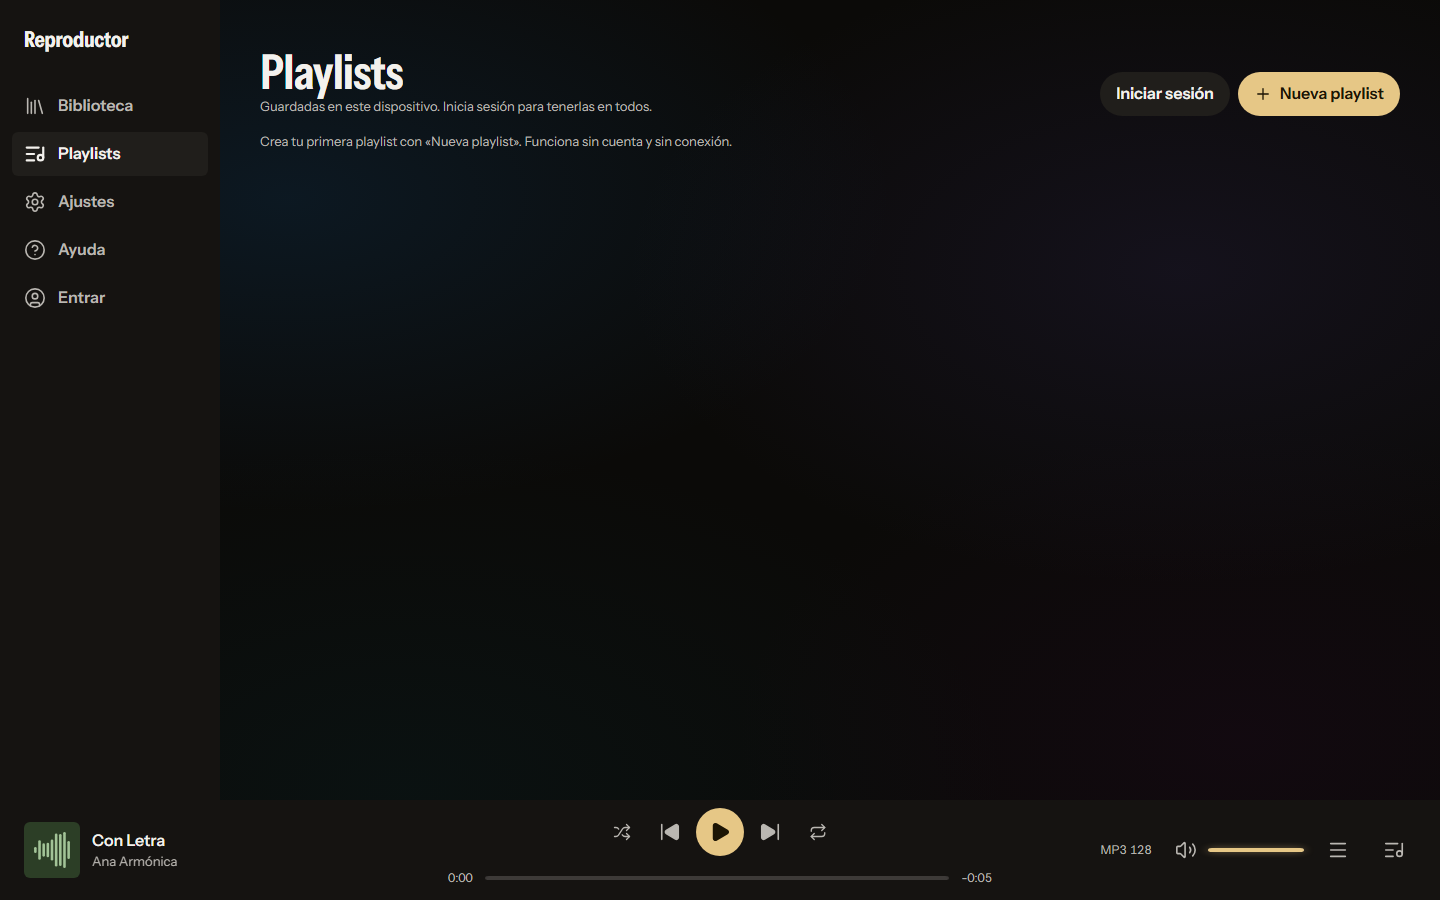 Reproductor
Biblioteca
Playlists
Ajustes
Ayuda
Entrar
Playlists
Guardadas en este dispositivo. Inicia sesión para tenerlas en todos.
Iniciar sesión
Nueva playlist
Crea tu primera playlist con «Nueva playlist». Funciona sin cuenta y sin conexión.
Con Letra
Ana Armónica
0:00
-0:05
MP3 128